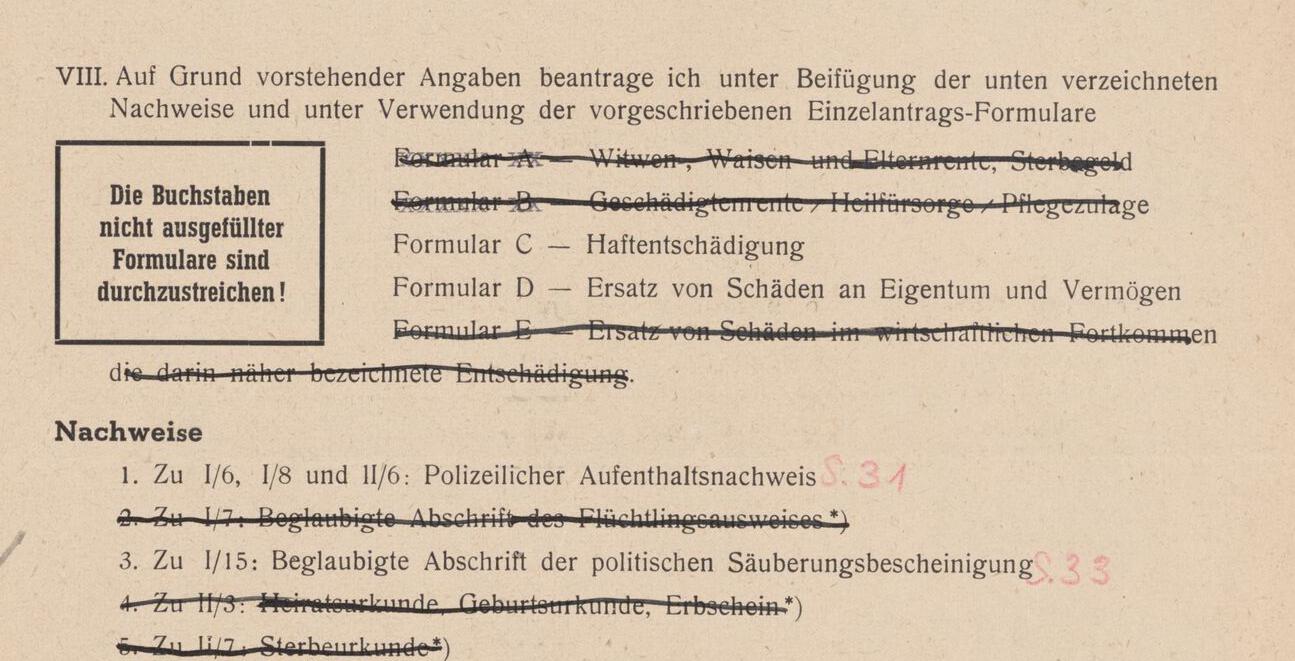 VIII. Auf Grund vorstehender Angaben beantrage ich unter Beifügung der unten verzeichneten
Nachweise und unter Verwendung der vorgeschriebenen Einzelantrags-Formulare
Die Buchstaben
nicht ausgefüllter
Formulare sind
durchzustreichen!
Formular A — Witwen-, Waisen und Elternrente, Sterbegeld
Formular B — Geschädigtenrente / Heilfürsorge / Pflegezulage
Formular C — Haftentschädigung
Formular D — Ersatz von Schäden an Eigentum und Vermögen
Formular E — Ersatz von Schäden im wirtschaftlichen Fortkommen
die darin näher bezeichnete Entschädigung.
Nachweise
1. Zu I/6, I/8 und II/6: Polizeilicher Aufenthaltsnachweis S. 31
2. Zu I/7: Beglaubigte Abschrift des Flüchtlingsausweises *)
3. Zu I/15: Beglaubigte Abschrift der politischen Säuberungsbescheinigung S. 33
4. Zu II/3: Heiratsurkunde, Geburtsurkunde, Erbschein*)
5. Zu II/7: Sterbeurkunde*)